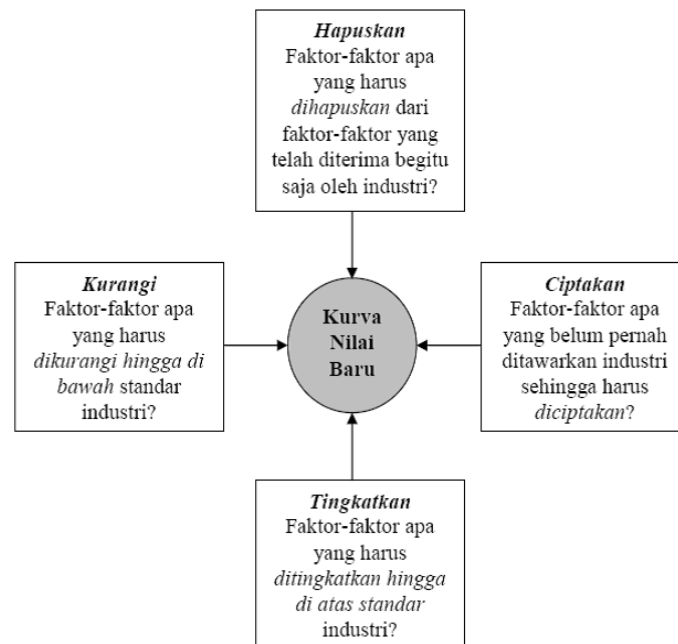 Hapuskan
Faktor-faktor apa
yang harus
dihapuskan dari
faktor-faktor yang
telah diterima begitu
saja oleh industri?
Kurangi
Faktor-faktor apa
yang harus
dikurangi hingga di
bawah standar
industri?
Kurva
Nilai
Baru
Ciptakan
Faktor-faktor apa
yang belum pernah
ditawarkan industri
sehingga harus
diciptakan?
Tingkatkan
Faktor-faktor apa
yang harus
ditingkatkan hingga
di atas standar
industri?